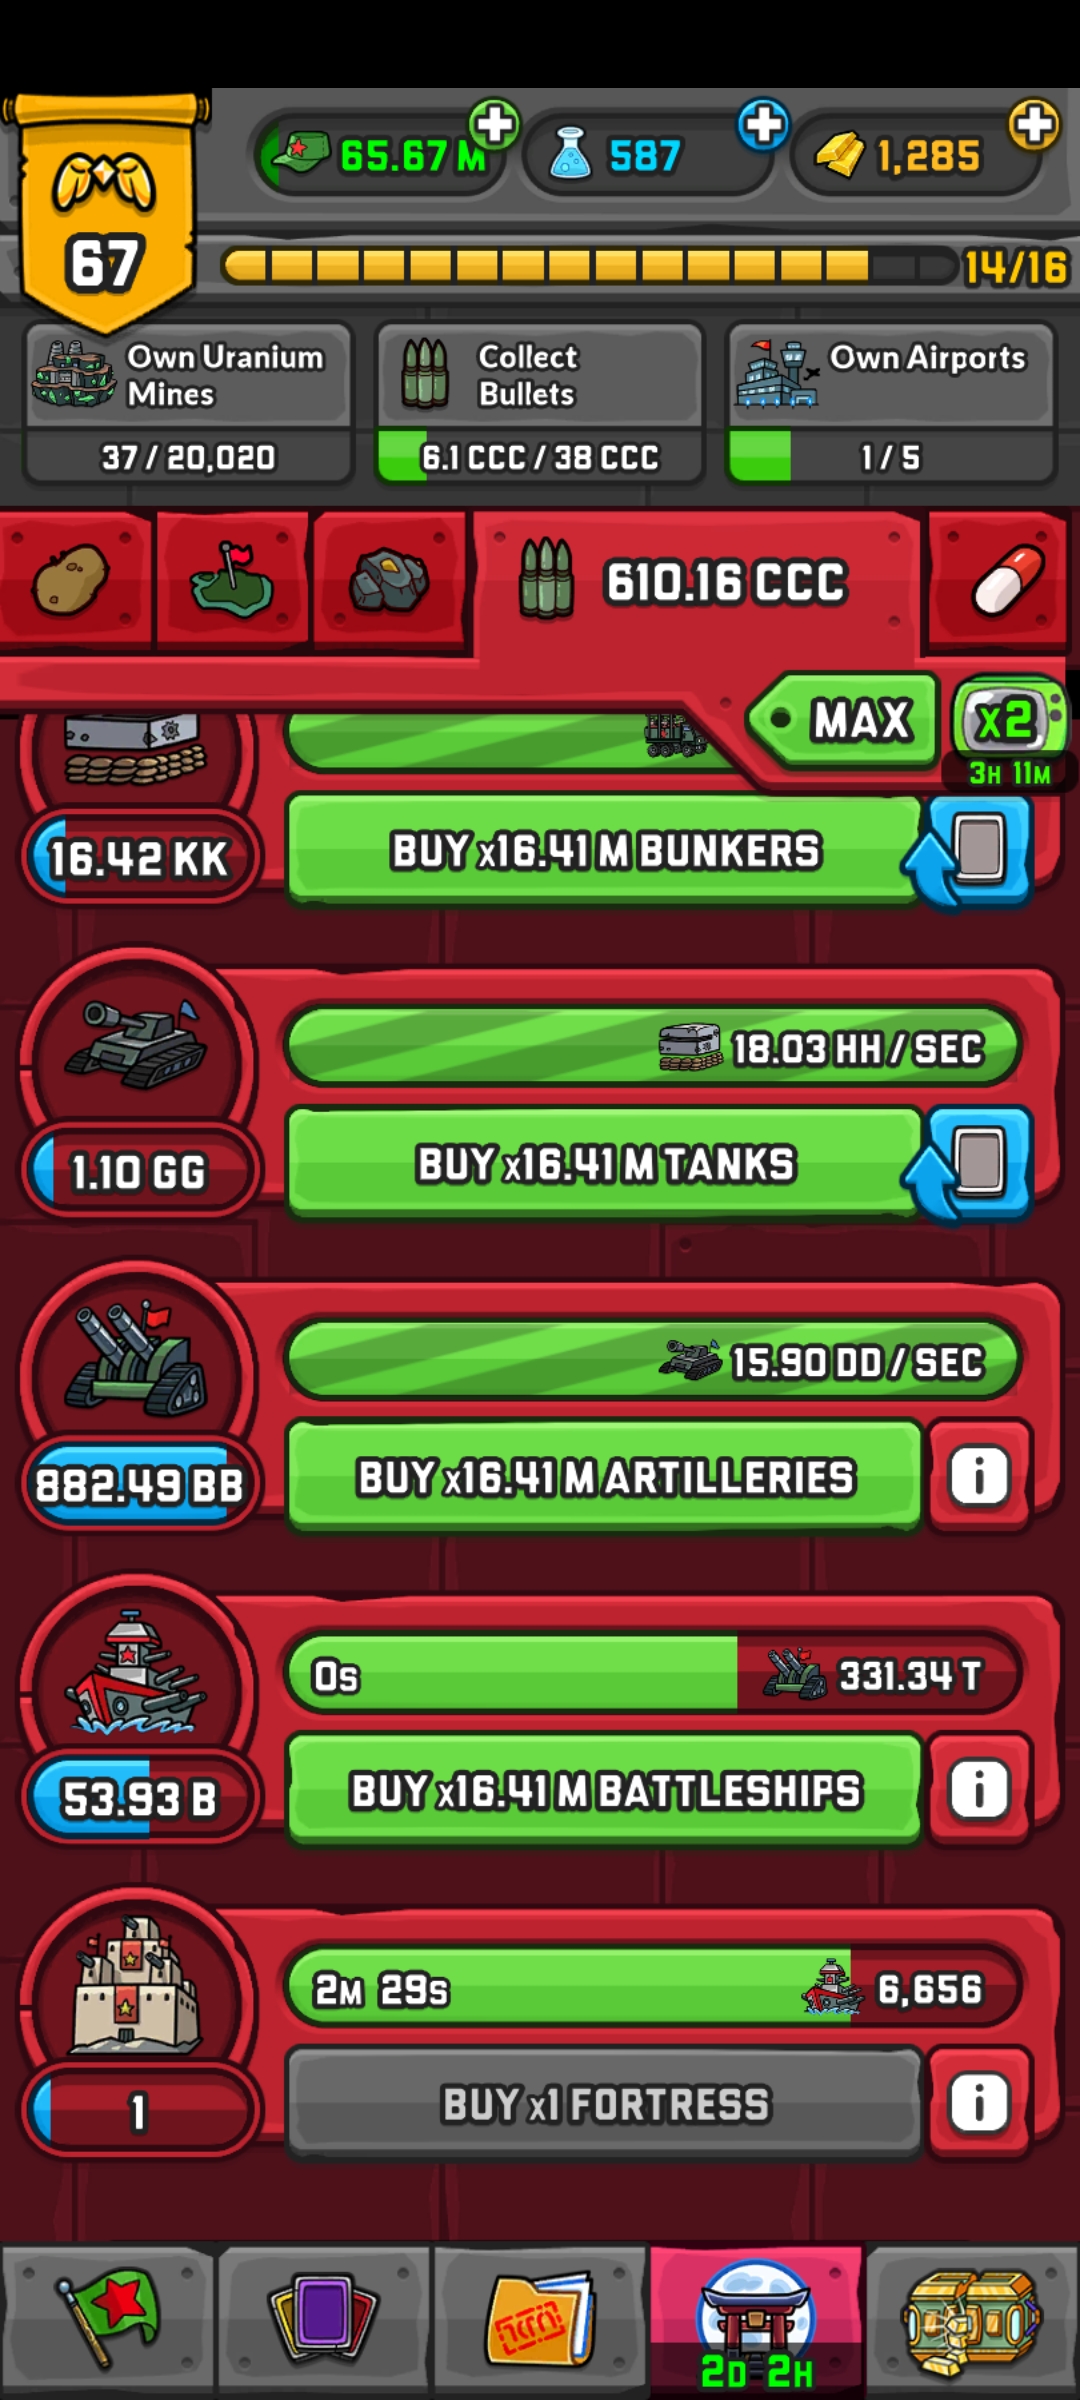 65.67 M
587
1,285
67
14/16
Own Uranium
Mines
37 / 20,020
Collect
Bullets
6.1 CCC / 38 CCC
Own Airports
1 / 5
610.16 CCC
MAX
x2
3H 11M
16.42 KK
BUY x16.41 M BUNKERS
18.03 HH / SEC
1.10 GG
BUY x16.41 M TANKS
15.90 DD / SEC
882.49 BB
BUY x16.41 M ARTILLERIES
i
0s
331.34 T
53.93 B
BUY x16.41 M BATTLESHIPS
i
2M 29s
6,656
1
BUY x1 FORTRESS
i
2D 2H